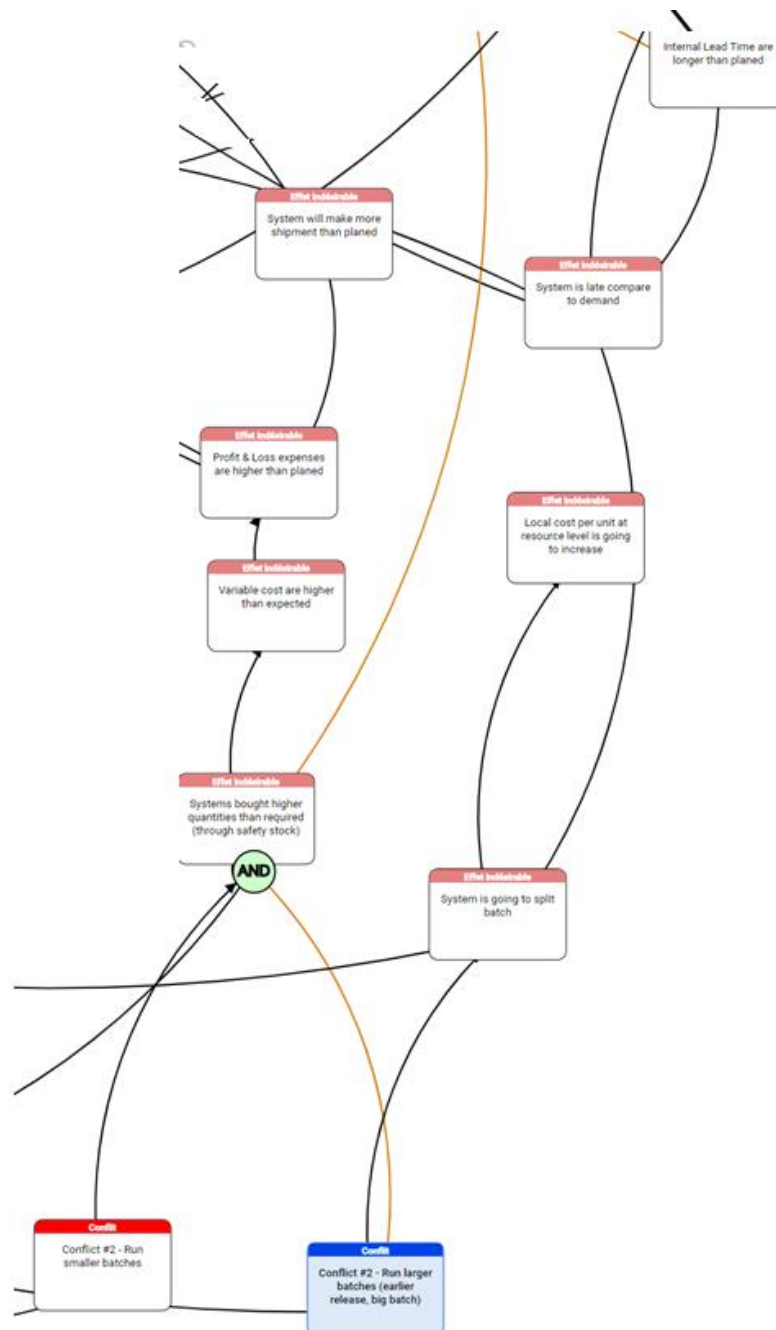 Internal Lead Time are
longer than planed
Effet Indésirable
System will make more
shipment than planed
Effet Indésirable
System is late compare
to demand
Effet Indésirable
Profit & Loss expenses
are higher than planed
Effet Indésirable
Local cost per unit at
resource level is going
to increase
Effet Indésirable
Variable cost are higher
than expected
Effet Indésirable
Systems bought higher
quantities than required
(through safety stock)
AND
Effet Indésirable
System is going to split
batch
Conflit
Conflict #2 - Run
smaller batches
Conflit
Conflict #2 - Run larger
batches (earlier
release, big batch)